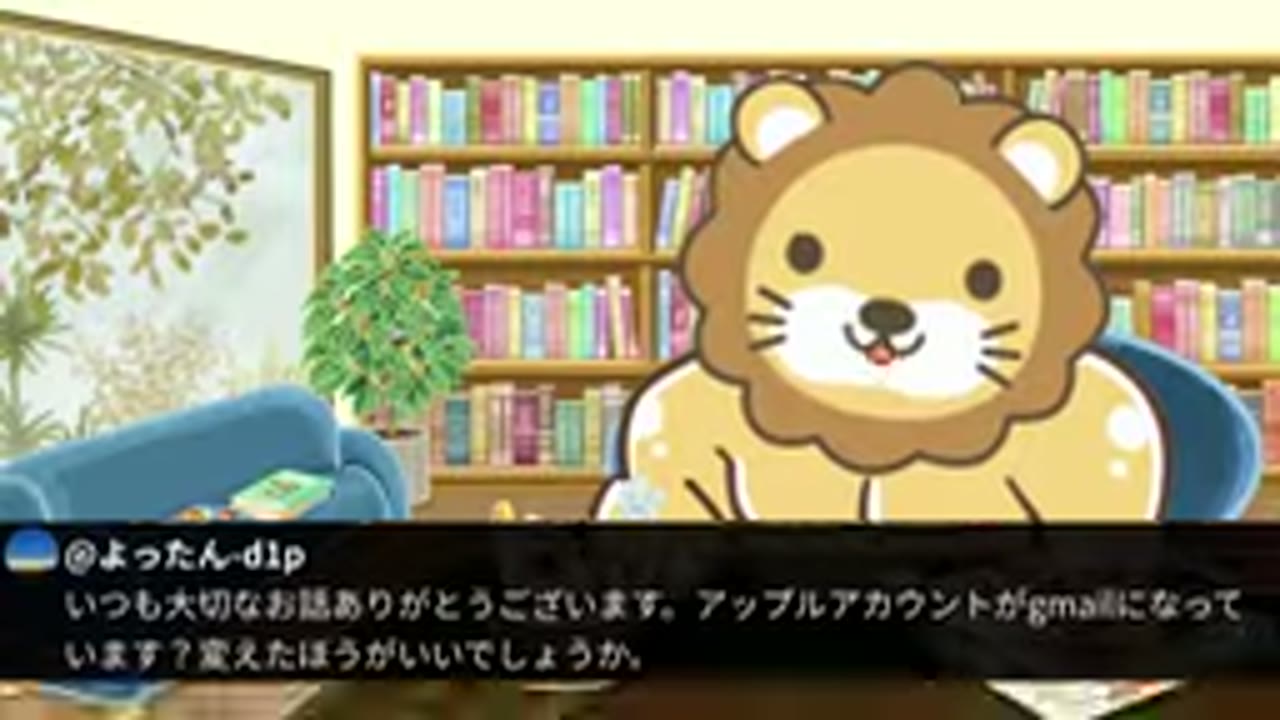 @よったん-d1p
いつも大切なお話ありがとうございます。アップルアカウントがgmailになって
います？変えたほうがいいでしょうか。